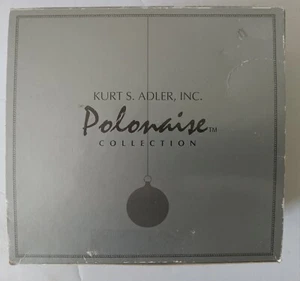 KURT S. ADLER, INC.
Polonaise™
COLLECTION